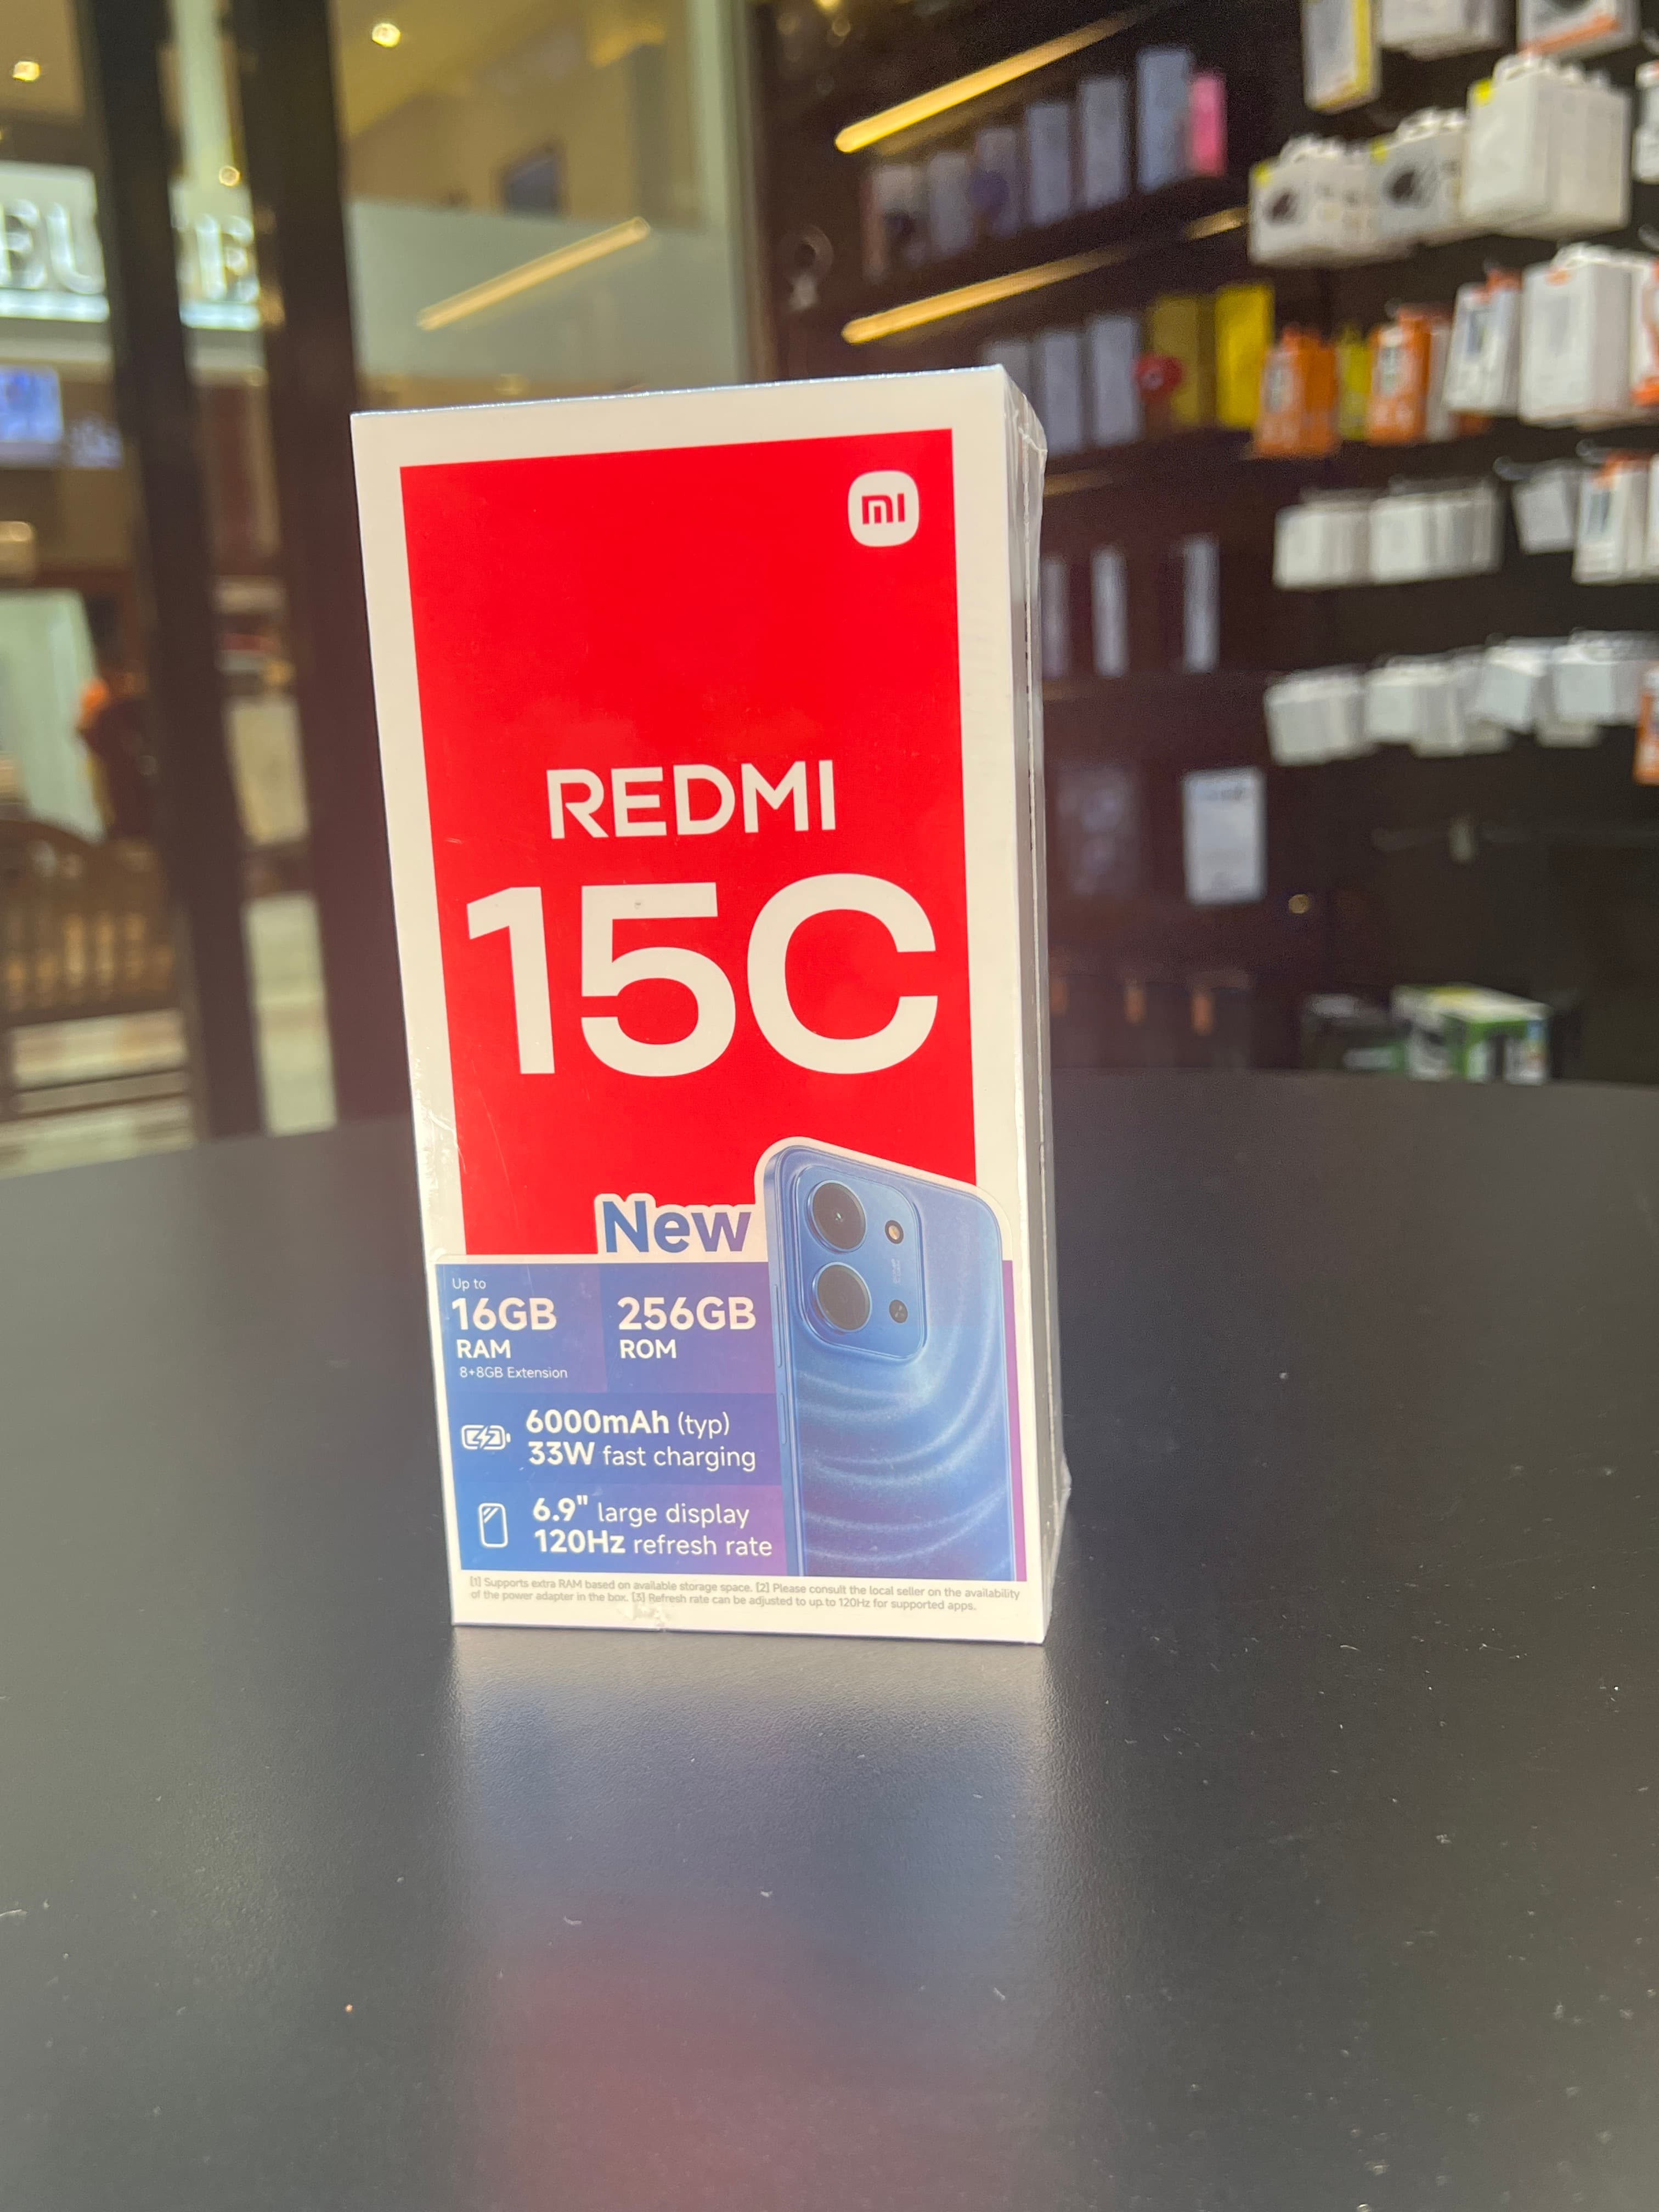 mi
REDMI
15C
New
Up to
16GB
RAM
8+8GB Extension
256GB
ROM
6000mAh (typ)
33W fast charging
6.9" large display
120Hz refresh rate
[1] Supports extra RAM based on available storage space. [2] Please consult the local seller on the availability
of the power adapter in the box. [3] Refresh rate can be adjusted to up to 120Hz for supported apps.